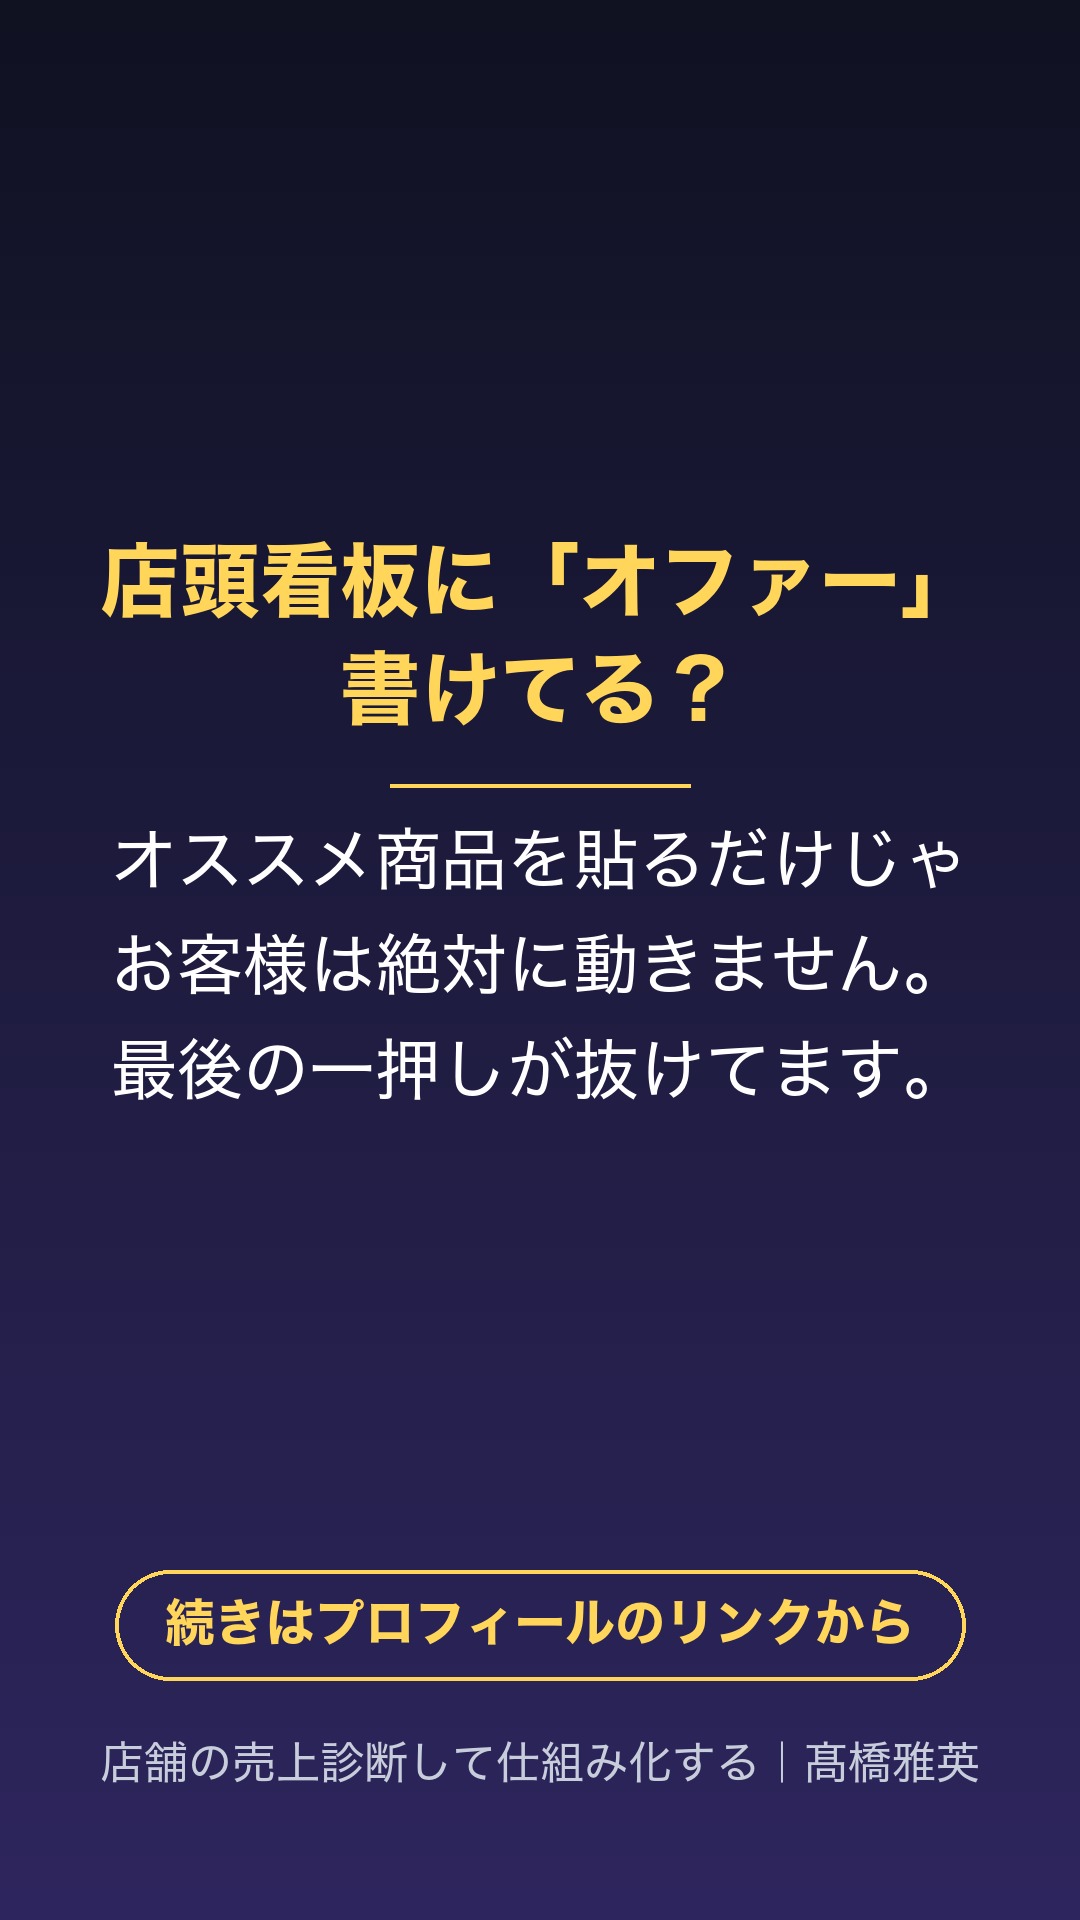 店頭看板に「オファー」
書けてる？
オススメ商品を貼るだけじゃ
お客様は絶対に動きません。
最後の一押しが抜けてます。
続きはプロフィールのリンクから
店舗の売上診断して仕組み化する｜髙橋雅英